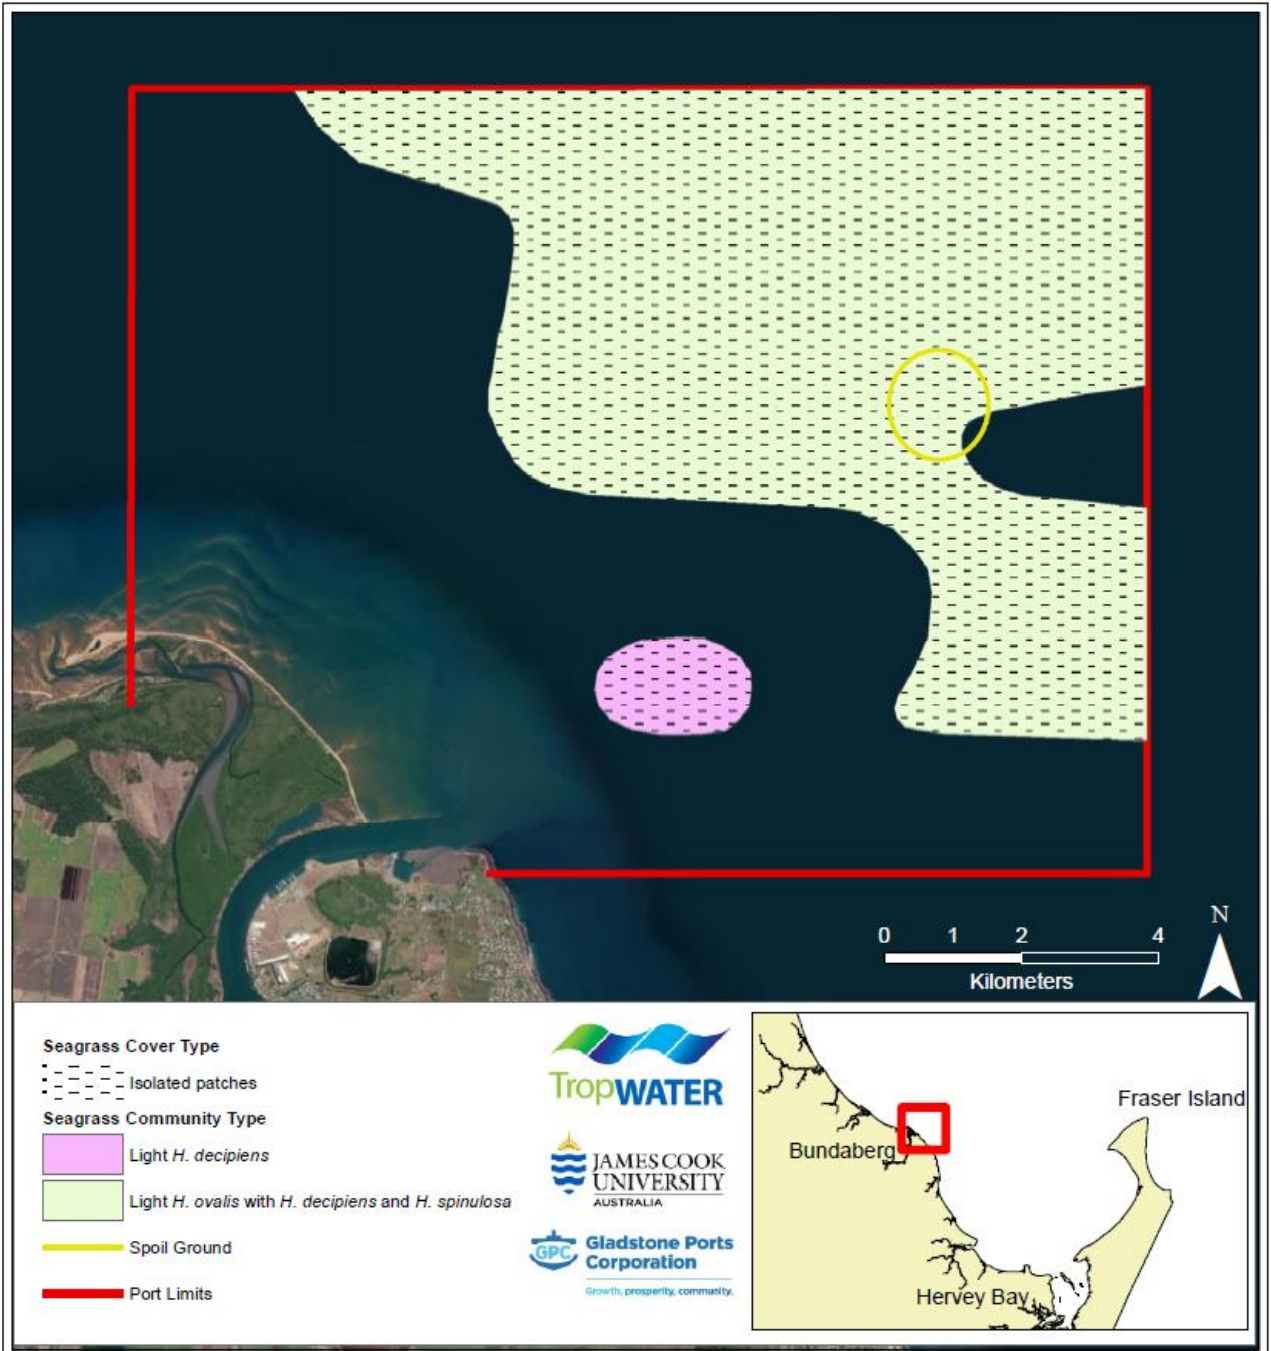 N
0 1 2 4
Kilometers
Seagrass Cover Type
Isolated patches
Seagrass Community Type
Light H. decipiens
Light H. ovalis with H. decipiens and H. spinulosa
Spoil Ground
Port Limits
TropWATER
JAMES COOK
UNIVERSITY
AUSTRALIA
GPC
Gladstone Ports
Corporation
Growth, prosperity, community.
Fraser Island
Bundaberg
Hervey Bay